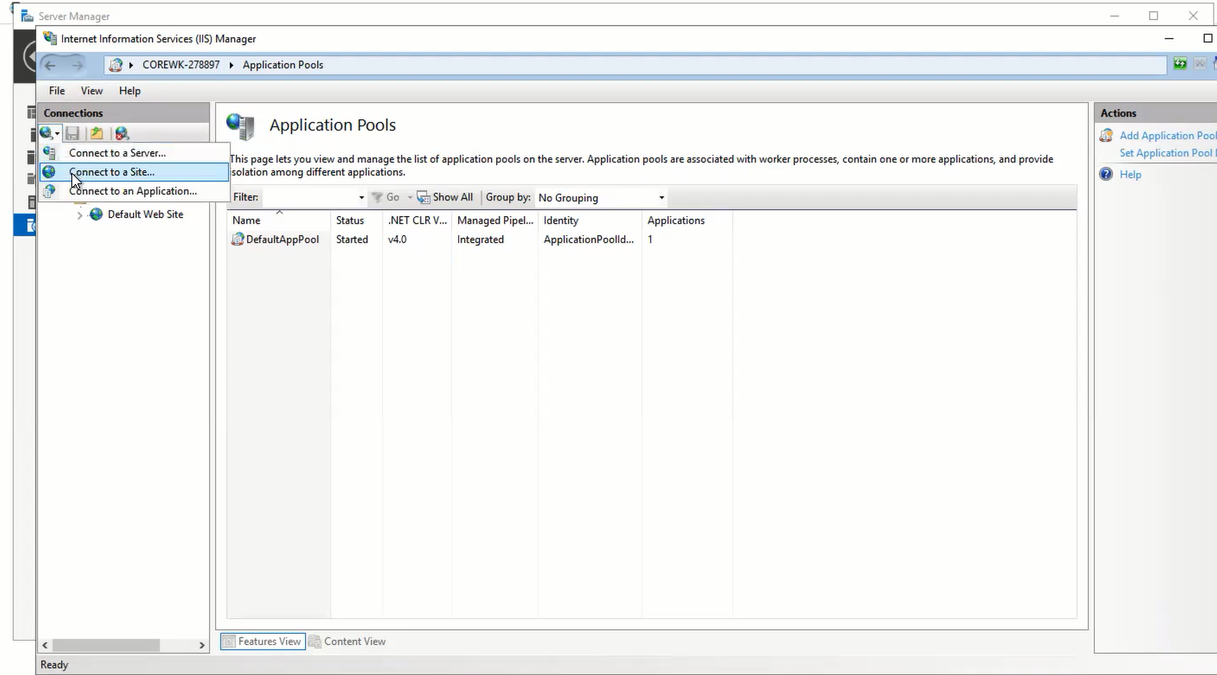 Server Manager
Internet Information Services (IIS) Manager
COREWK-278897 Application Pools
File View Help
Connections
Connect to a Server...
Connect to a Site...
Connect to an Application...
Default Web Site
Application Pools
This page lets you view and manage the list of application pools on the server. Application pools are associated with worker processes, contain one or more applications, and provide
isolation among different applications.
Filter: Go Show All Group by: No Grouping
Name Status .NET CLR V... Managed Pipel... Identity Applications
DefaultAppPool Started v4.0 Integrated ApplicationPoolId... 1
Features View Content View
Actions
Add Application Pool
Set Application Pool
Help
Ready